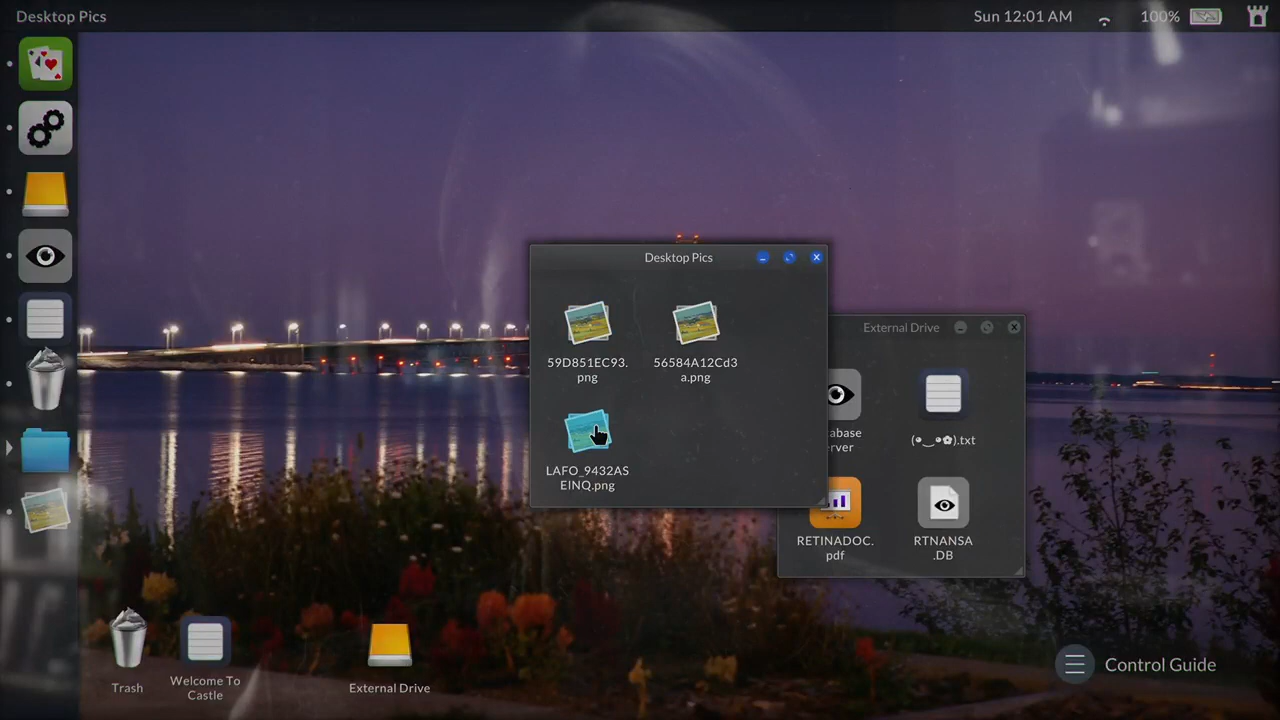 Desktop Pics
Sun 12:01 AM
100%
Desktop Pics
59D851EC93.
png
56584A12Cd3
a.png
LAFO_9432AS
EINQ.png
External Drive
abase
erver
(•‿•✿).txt
RETINADOC.
pdf
RTNANSA
.DB
Trash
Welcome To
Castle
External Drive
Control Guide